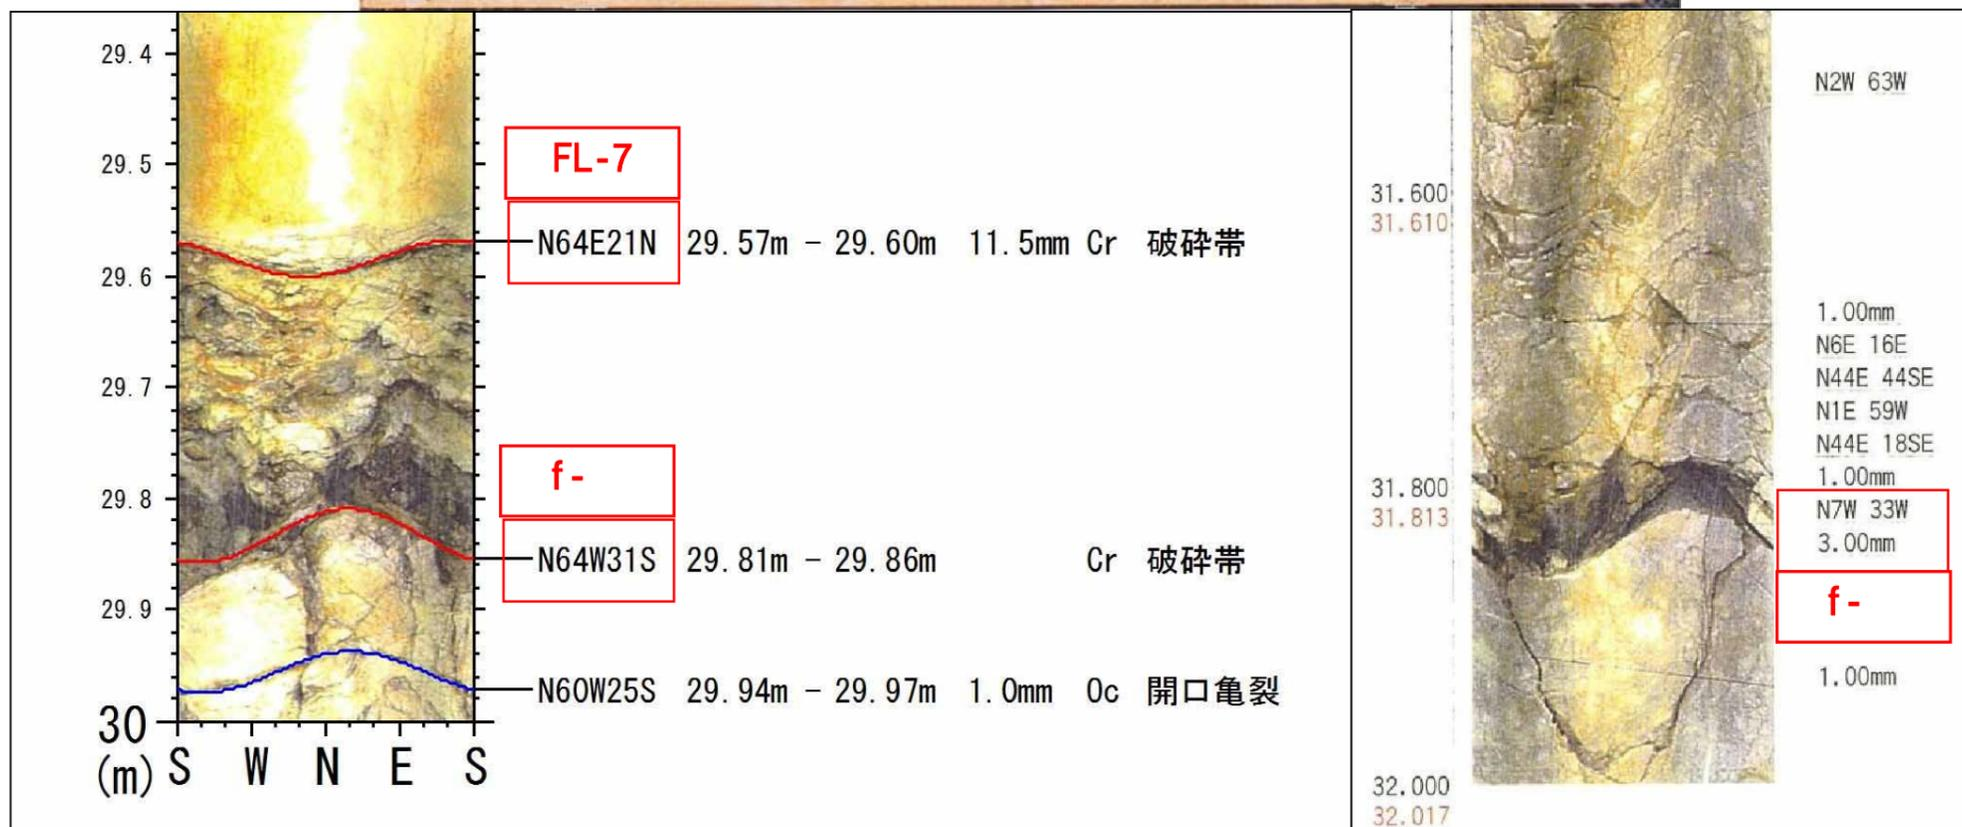 29.4
29.5
29.6
29.7
29.8
29.9
30
(m) S W N E S
FL-7
N64E21N 29.57m - 29.60m 11.5mm Cr 破砕帯
f-
N64W31S 29.81m - 29.86m Cr 破砕帯
N60W25S 29.94m - 29.97m 1.0mm Oc 開口亀裂
N2W 63W
31.600
31.610
1.00mm
N6E 16E
N44E 44SE
N1E 59W
N44E 18SE
1.00mm
31.800
31.813
N7W 33W
3.00mm
f-
1.00mm
32.000
32.017